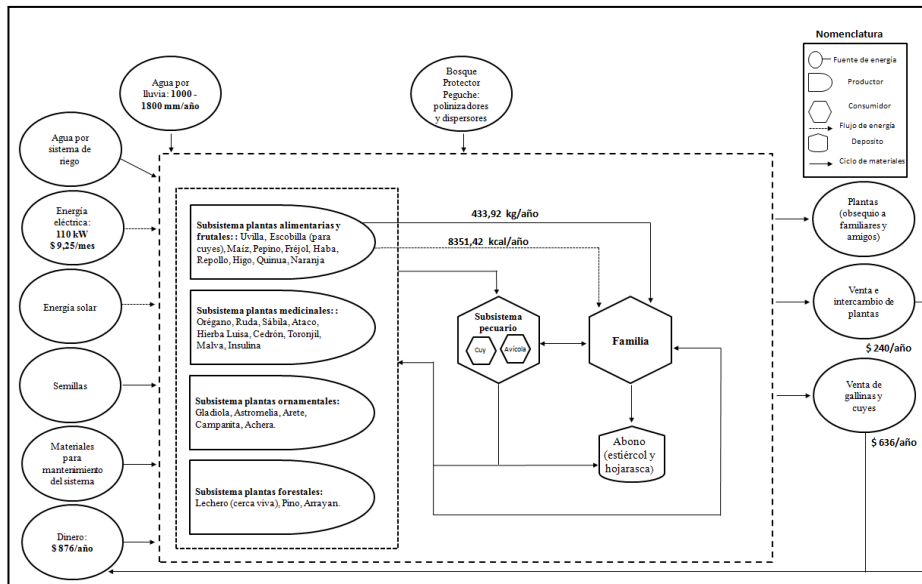 Nomenclatura
Fuente de energía
Productor
Consumidor
Flujo de energía
Deposito
Ciclo de materiales
Agua por
lluvia: 1000 -
1800 mm/año
Bosque
Protector
Peguche:
polinizadores
y dispersores
Agua por
sistema de
riego
Energía
eléctrica:
110 kW
$ 9,25/mes
Energía solar
Semillas
Materiales
para
mantenimiento
del sistema
Dinero:
$ 876/año
Subsistema plantas alimentarias y
frutales: : Uvilla, Escobilla (para
cuyes), Maíz, Pepino, Fréjol, Haba,
Repollo, Higo, Quinua, Naranja
Subsistema plantas medicinales: :
Orégano, Ruda, Sábila, Ataco,
Hierba Luisa, Cedrón, Toronjil,
Malva, Insulina
Subsistema plantas ornamentales:
Gladiola, Astromelia, Arete,
Campanita, Achera.
Subsistema plantas forestales:
Lechero (cerca viva), Pino, Arrayan.
433,92 kg/año
8351,42 kcal/año
Subsistema
pecuario
Cuy
Avícola
Familia
Abono
(estiércol y
hojarasca)
Plantas
(obsequio a
familiares y
amigos)
Venta e
intercambio de
plantas
$ 240/año
Venta de
gallinas y
cuyes
$ 636/año